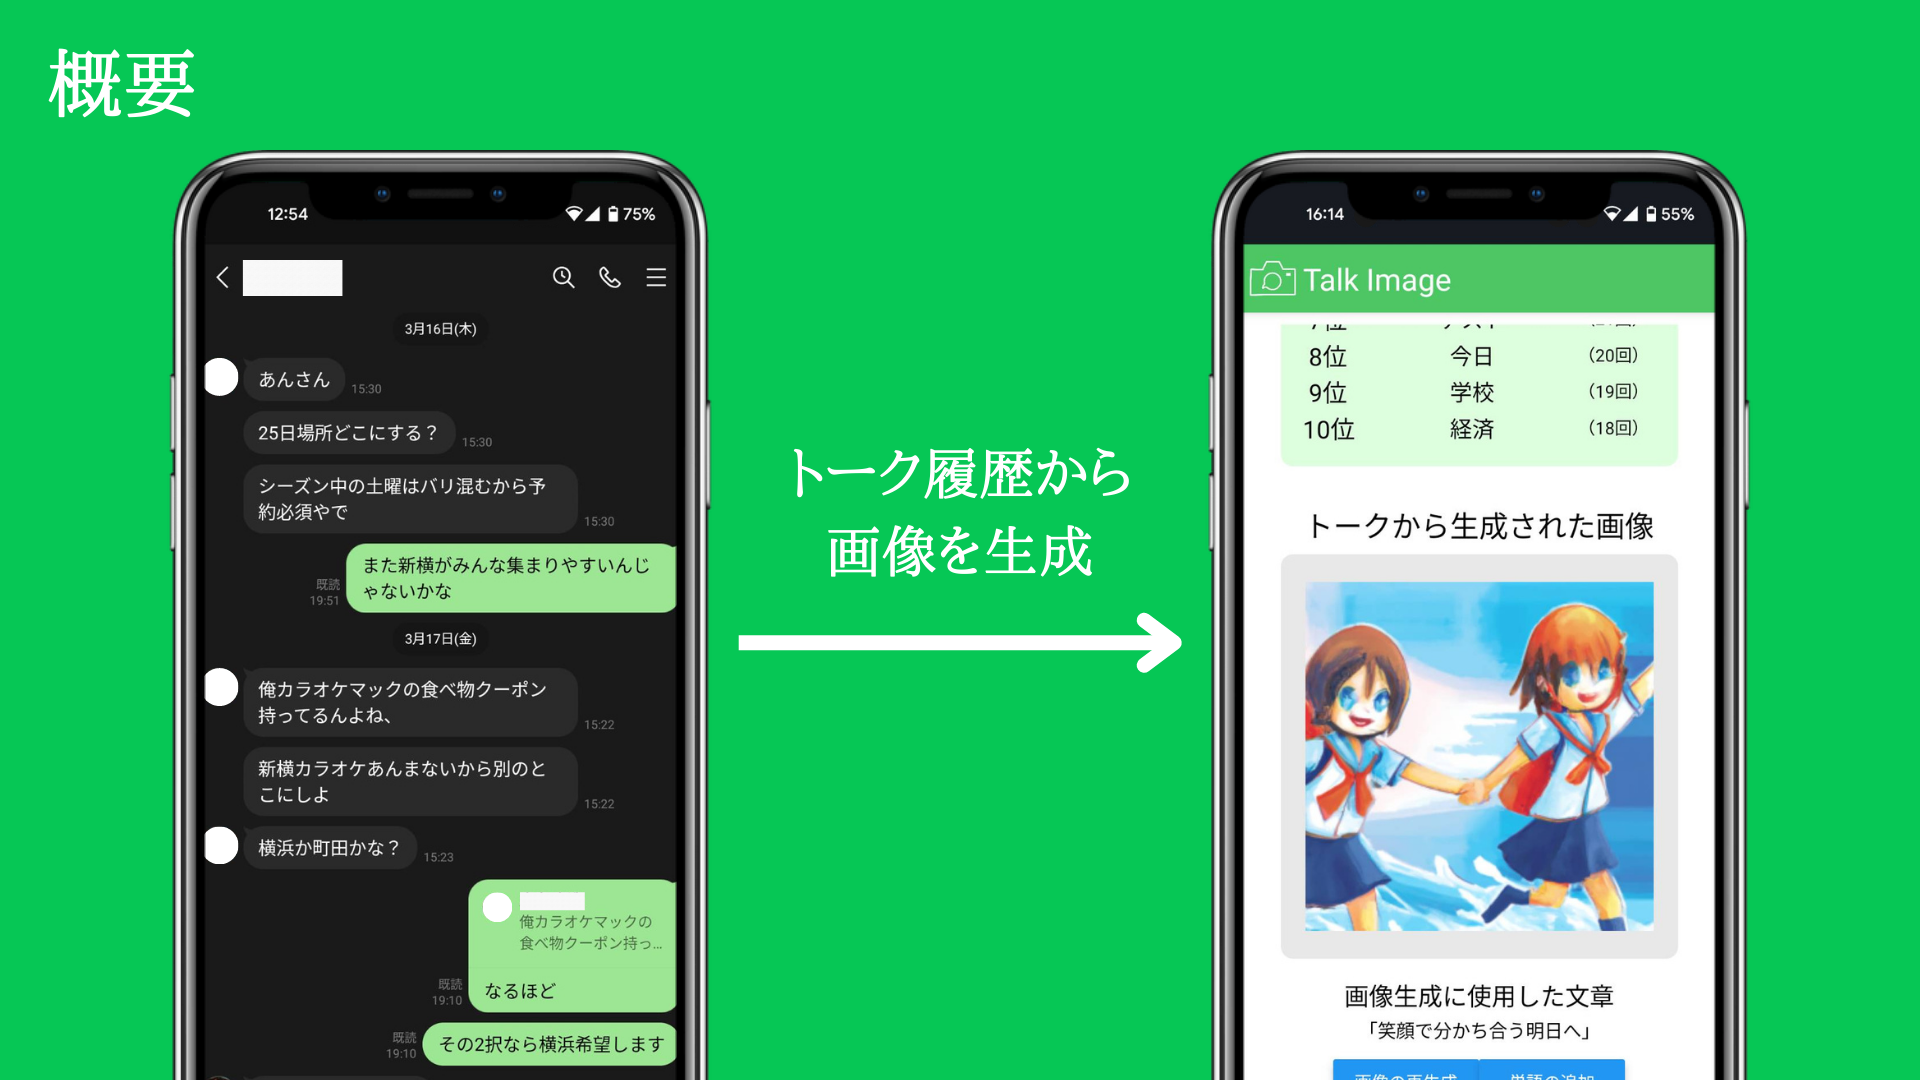 概要
12:54
75%
3月16日(木)
あんさん
15:30
25日場所どこにする？
15:30
シーズン中の土曜はバリ混むから予
約必須やで
15:30
また新横がみんな集まりやすいんじ
ゃないかな
既読
19:51
3月17日(金)
俺カラオケマックの食べ物クーポン
持ってるんよね、
15:22
新横カラオケあんまないから別のと
こにしよ
15:22
横浜か町田かな？
15:23
俺カラオケマックの
食べ物クーポン持っ...
なるほど
既読
19:10
その2択なら横浜希望します
既読
19:10
トーク履歴から
画像を生成
16:14
55%
Talk Image
8位 今日 （20回）
9位 学校 （19回）
10位 経済 （18回）
トークから生成された画像
画像生成に使用した文章
「笑顔で分かち合う明日へ」
画像の再生成
単語の追加